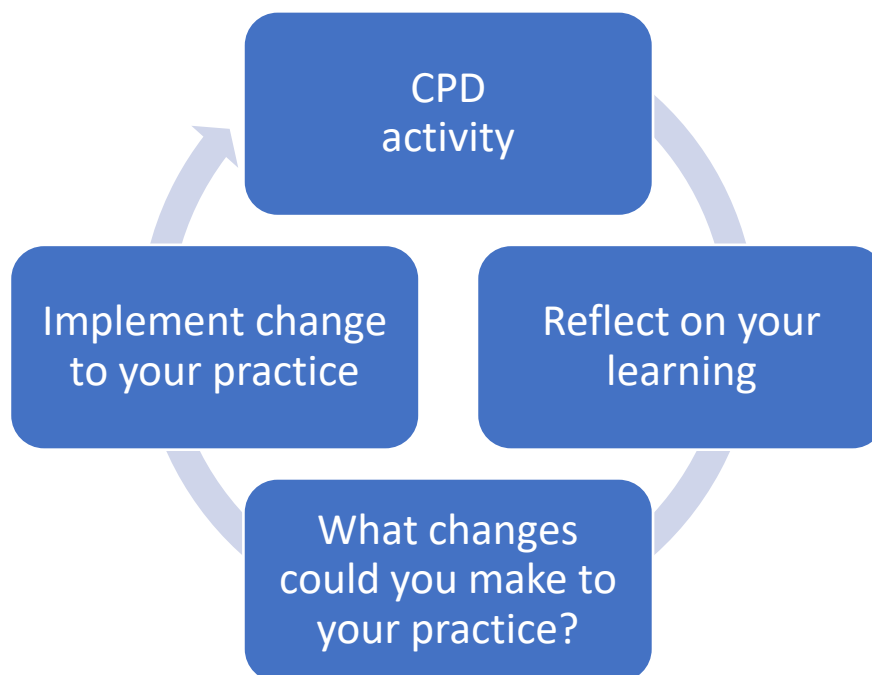 CPD
activity
Reflect on your
learning
What changes
could you make to
your practice?
Implement change
to your practice